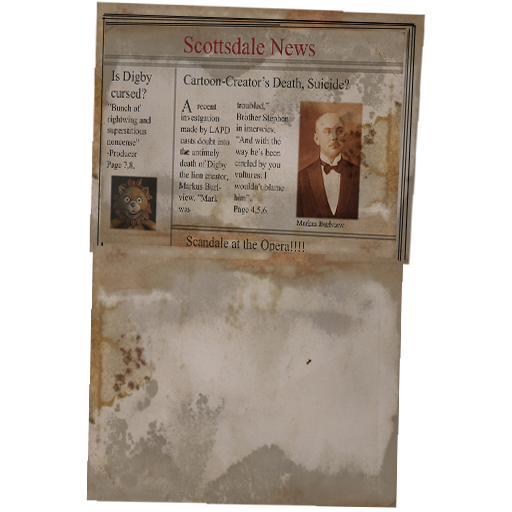 Scottsdale News
Is Digby
cursed?
"Bunch of
rightwing and
superstitious
nonsense"
-Producer
Page 7,8.
Cartoon-Creator's Death, Suicide?
A recent
investigation
made by LAPD
casts doubt into
the untimely
death of Digby
the lion creator,
Markus Burl-
view. "Mark
was
troubled,"
Brother Stephen
in interveiw.
"And with the
way he's been
circled by you
vultures. I
wouldn't blame
him".
Page 4,5,6.
Markus Burlveiw
Scandale at the Opera!!!!